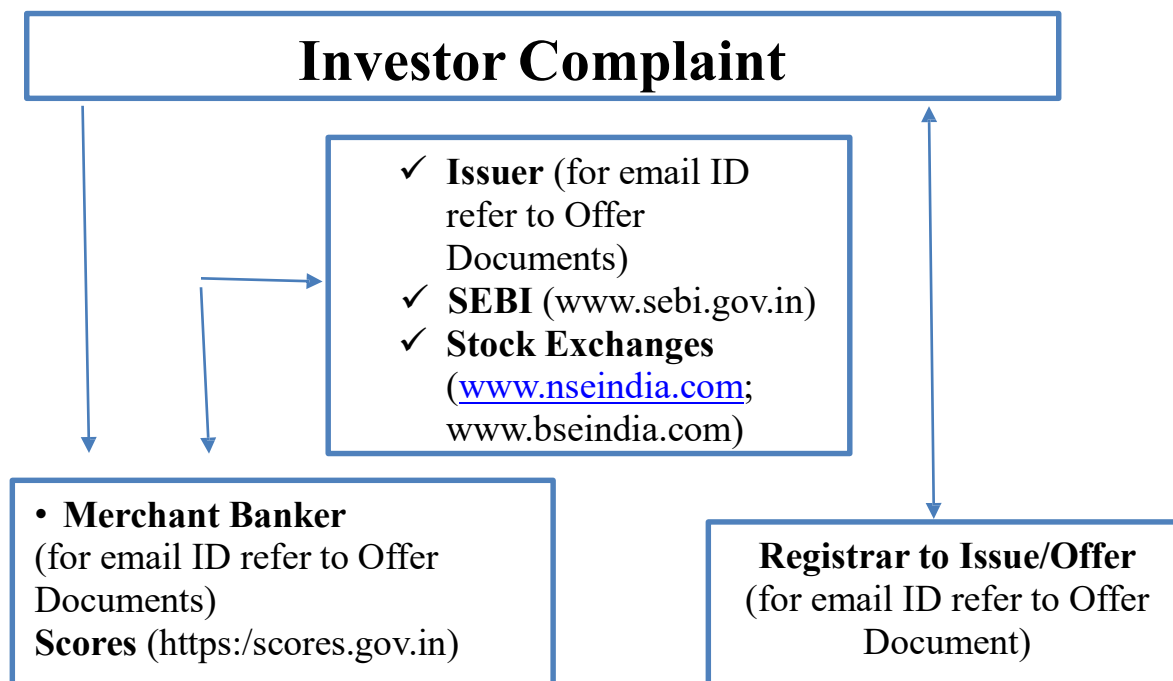 Investor Complaint
✓ Issuer (for email ID
refer to Offer
Documents)
✓ SEBI (www.sebi.gov.in)
✓ Stock Exchanges
(www.nseindia.com;
www.bseindia.com)
• Merchant Banker
(for email ID refer to Offer
Documents)
Scores (https:/scores.gov.in)
Registrar to Issue/Offer
(for email ID refer to Offer
Document)